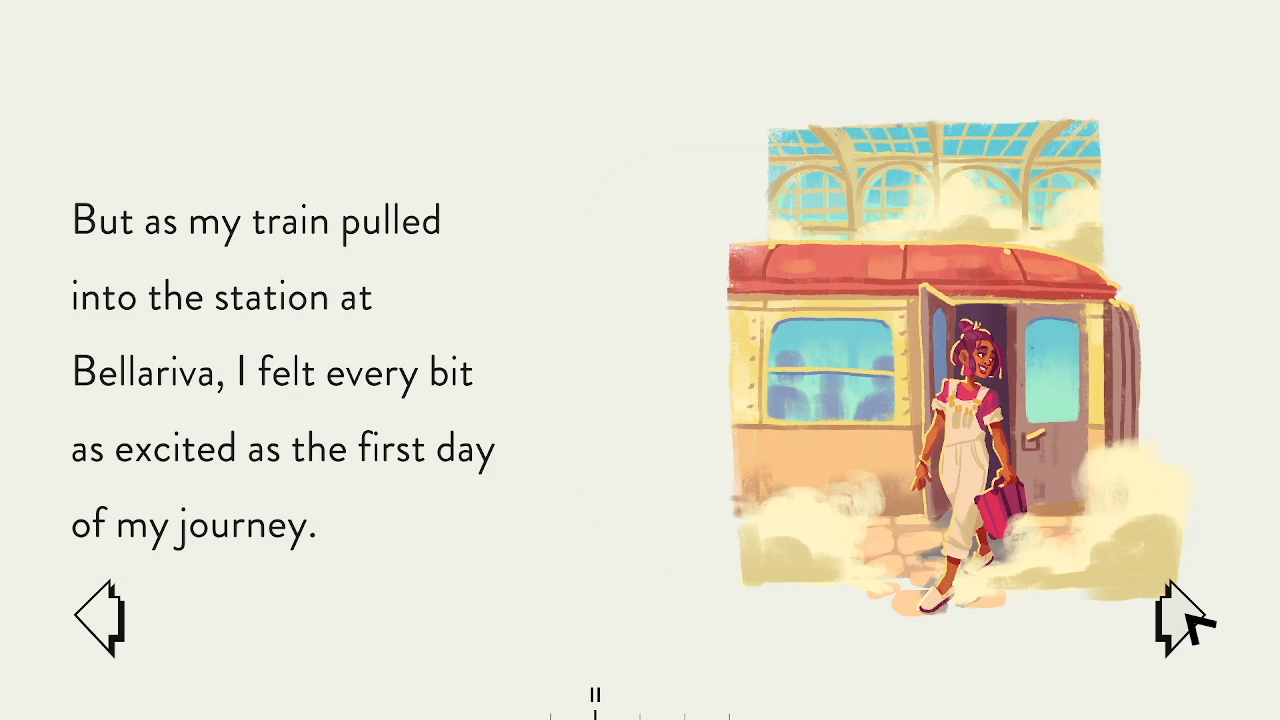 But as my train pulled
into the station at
Bellariva, I felt every bit
as excited as the first day
of my journey.
II